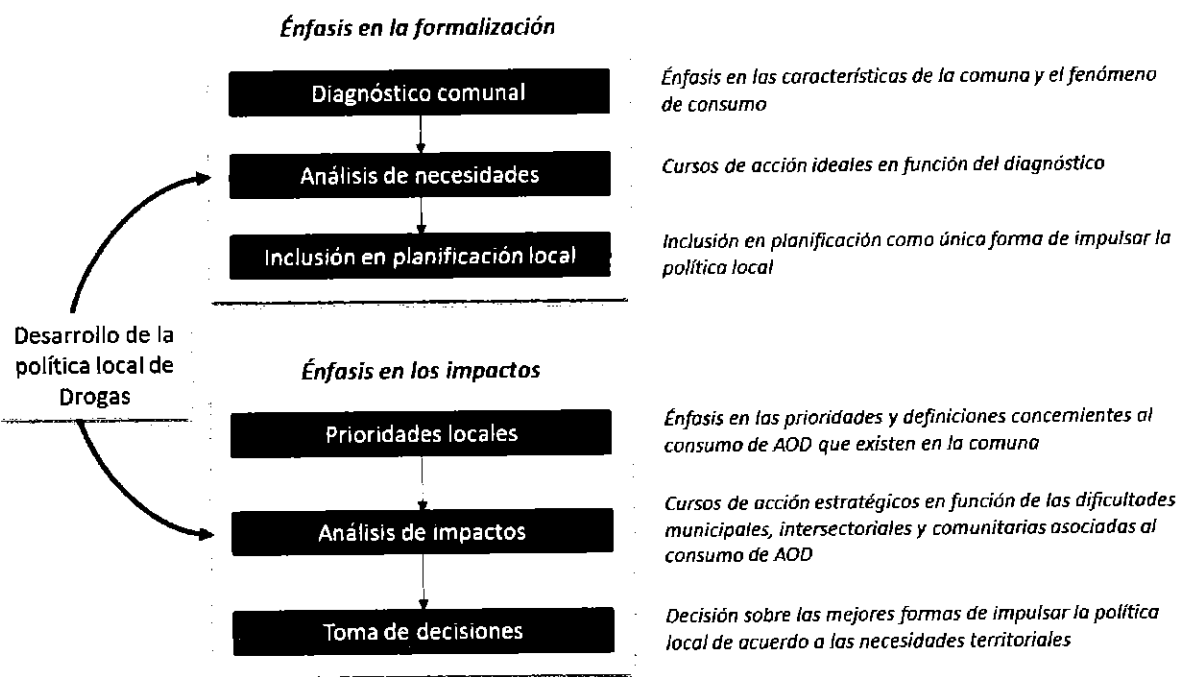 Énfasis en la formalización
Diagnóstico comunal
Énfasis en las características de la comuna y el fenómeno
de consumo
Análisis de necesidades
Cursos de acción ideales en función del diagnóstico
Inclusión en planificación local
Inclusión en planificación como único forma de impulsar la
política local
Desarrollo de la
política local de
Drogas
Énfasis en los impactos
Prioridades locales
Énfasis en las prioridades y definiciones concernientes al
consumo de AOD que existen en la comuna
Análisis de impactos
Cursos de acción estratégicos en función de las dificultades
municipales, intersectoriales y comunitarias asociadas al
consumo de AOD
Toma de decisiones
Decisión sobre las mejores formas de impulsar la política
local de acuerdo a las necesidades territoriales